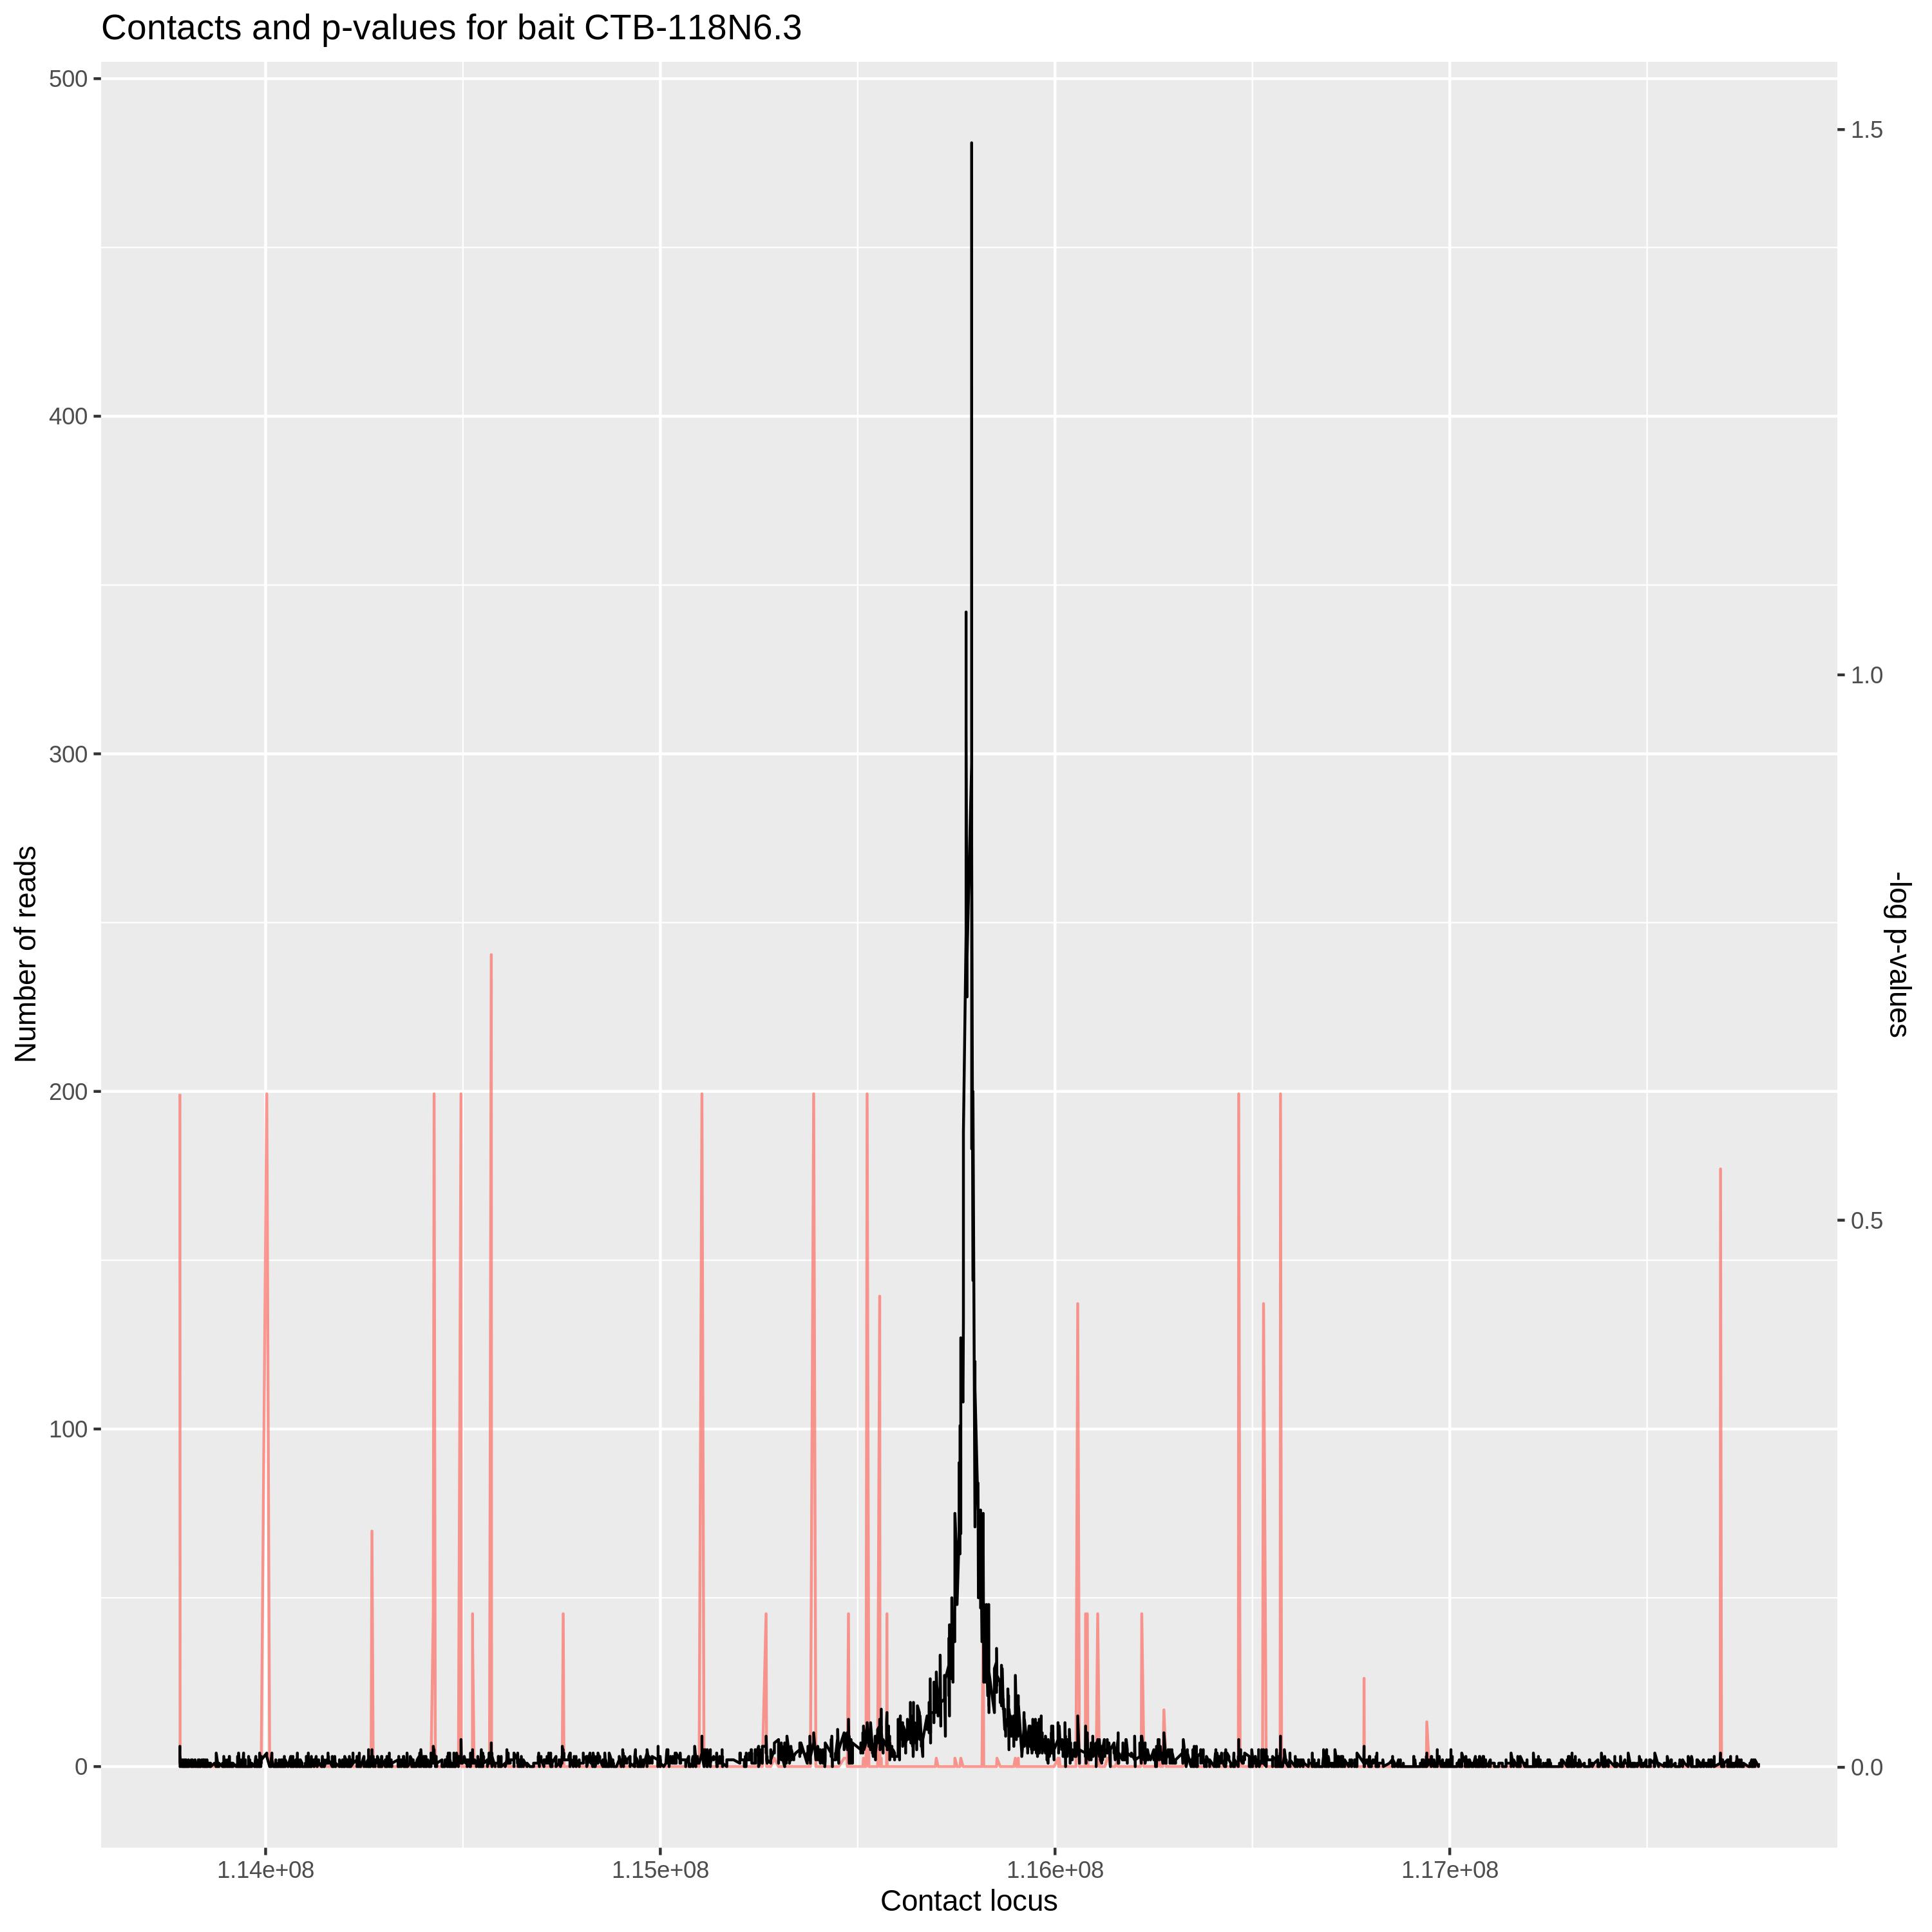 Contacts and p-values for bait CTB-118N6.3
500
400
300
200
100
0
Number of reads
1.5
1.0
0.5
0.0
-log p-values
1.14e+08
1.15e+08
1.16e+08
1.17e+08
Contact locus